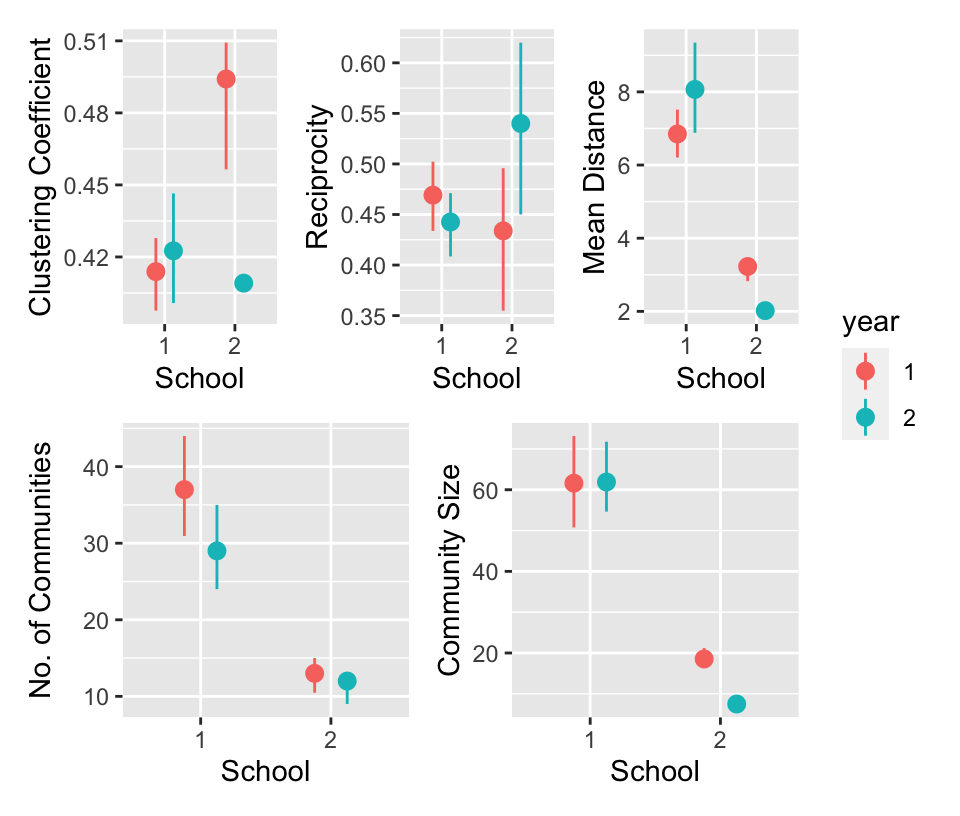 Clustering Coefficient
0.51
0.48
0.45
0.42
1 2
School
Reciprocity
0.60
0.55
0.50
0.45
0.40
0.35
1 2
School
Mean Distance
8
6
4
2
1 2
School
year
1
2
No. of Communities
40
30
20
10
1 2
School
Community Size
60
40
20
1 2
School